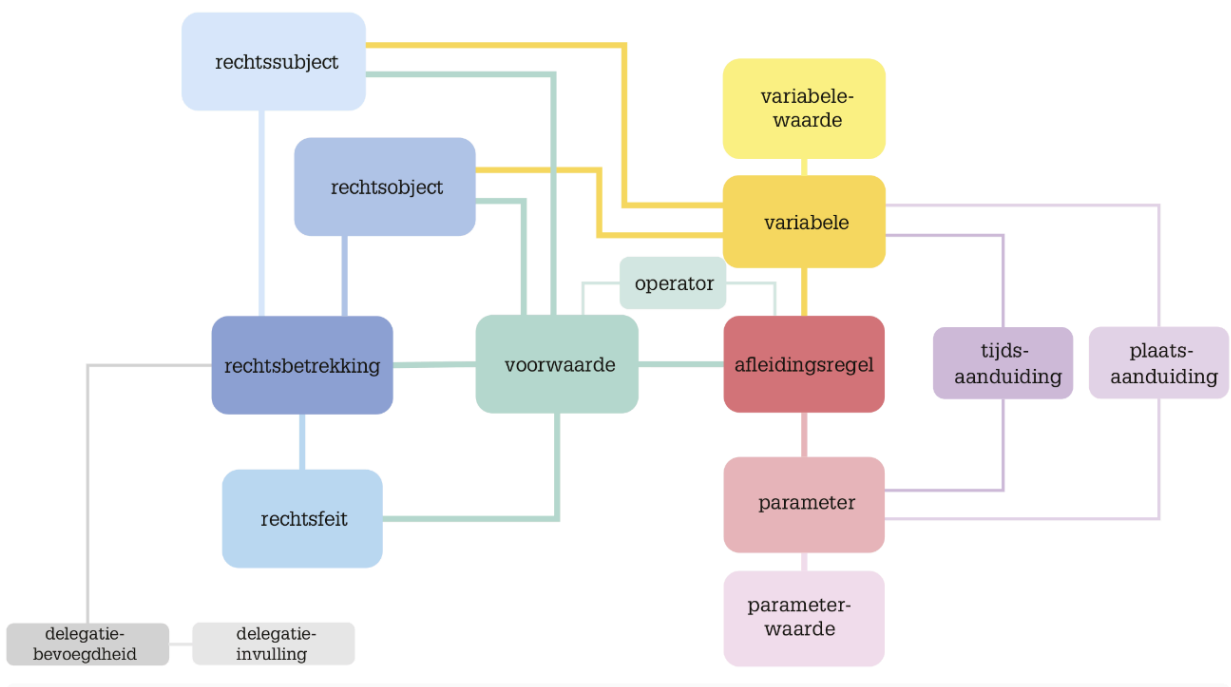 rechtssubject
variabele-
waarde
rechtsobject
variabele
operator
rechtsbetrekking
voorwaarde
afleidingsregel
tijds-
aanduiding
plaats-
aanduiding
parameter
rechtsfeit
parameter-
waarde
delegatie-
bevoegdheid
delegatie-
invulling